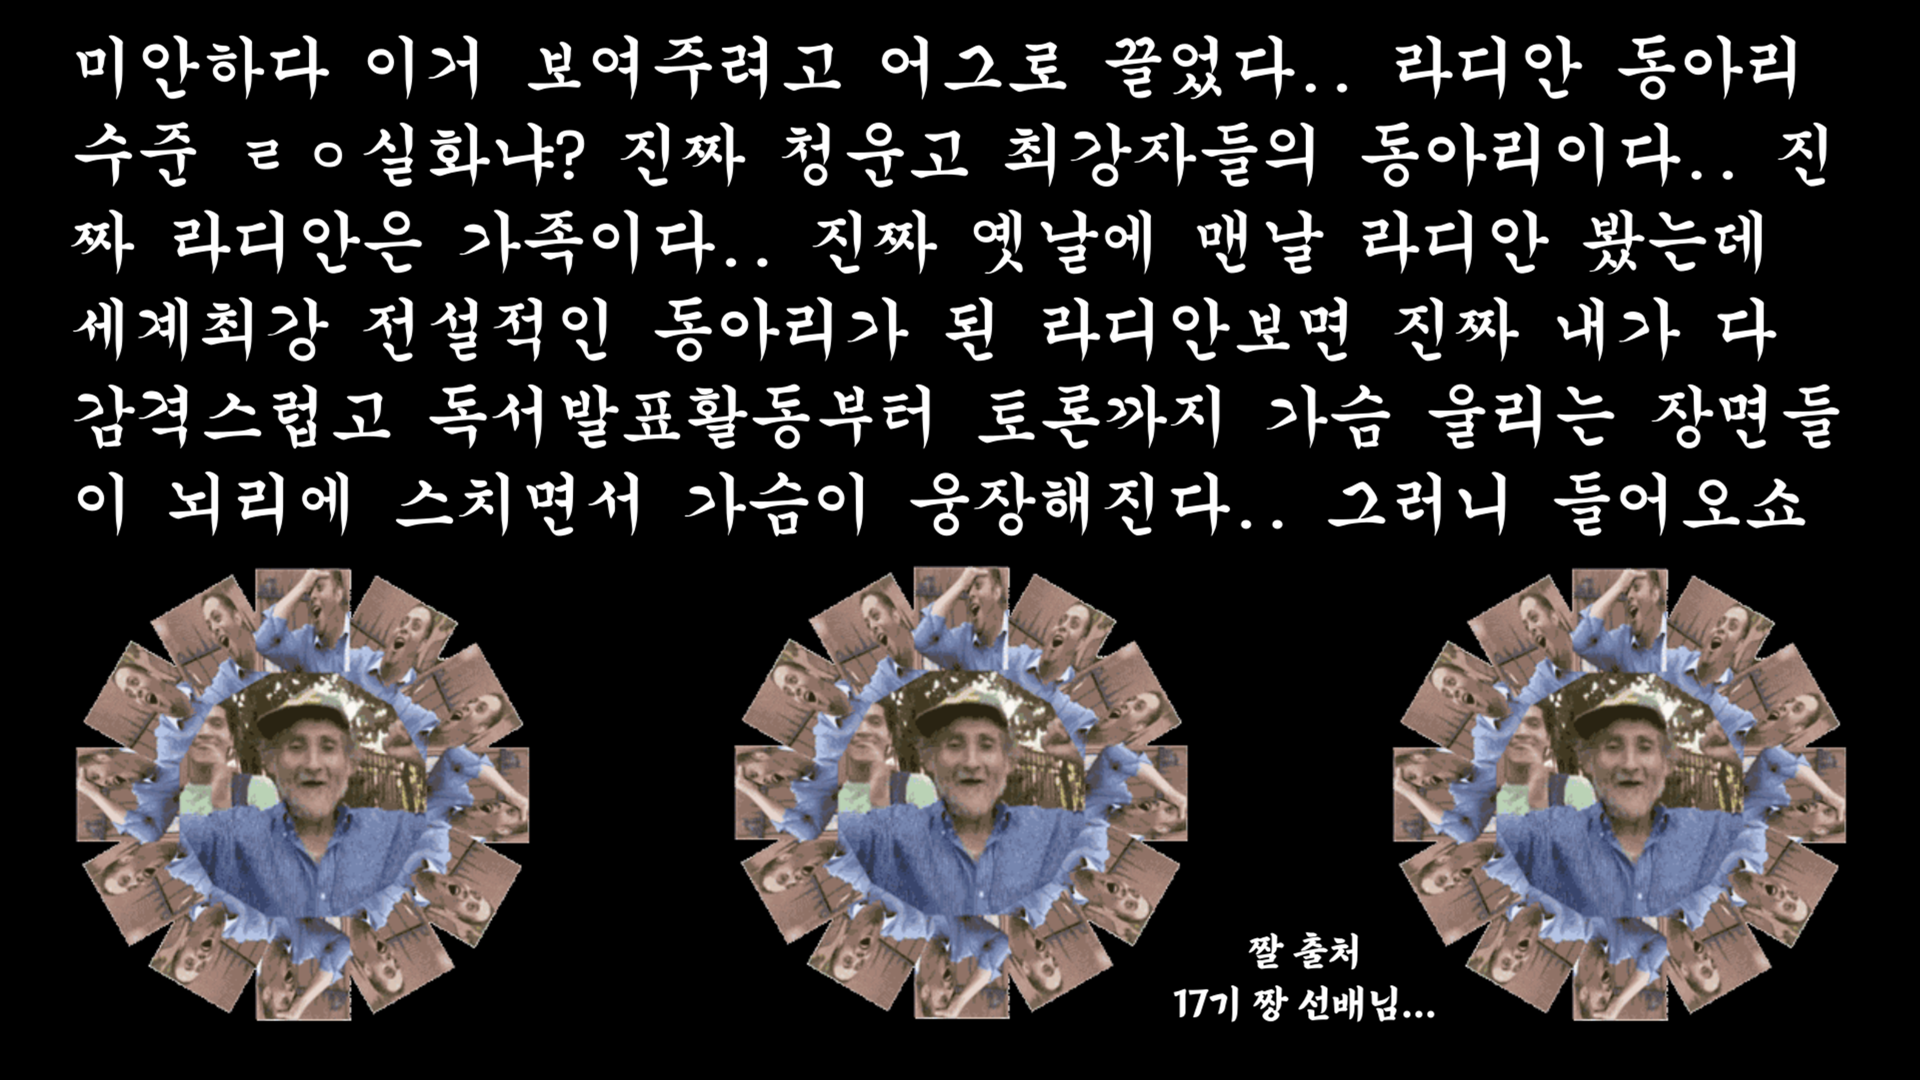 미안하다 이거 보여주려고 어그로 끌었다.. 라디안 동아리
수준 ㄹㅇ실화냐? 진짜 청운고 최강자들의 동아리이다.. 진
짜 라디안은 가족이다.. 진짜 옛날에 맨날 라디안 봤는데
세계최강 전설적인 동아리가 된 라디안보면 진짜 내가 다
감격스럽고 독서발표활동부터 토론까지 가슴 울리는 장면들
이 뇌리에 스치면서 가슴이 웅장해진다.. 그러니 들어오쇼
짤 출처
17기 짱 선배님...